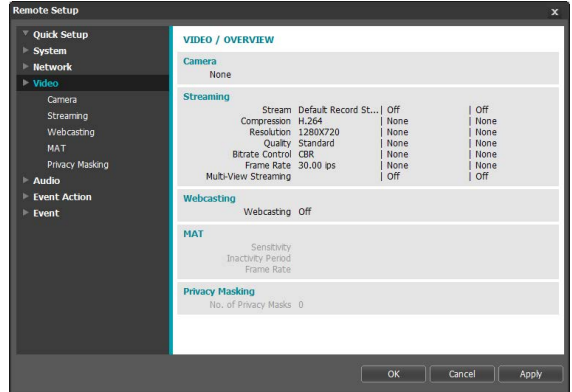 Remote Setup
x
Quick Setup
System
Network
Video
Camera
Streaming
Webcasting
MAT
Privacy Masking
Audio
Event Action
Event
VIDEO / OVERVIEW
Camera
None
Streaming
Stream Default Record St...| Off | Off
Compression H.264 | None | None
Resolution 1280X720 | None | None
Quality Standard | None | None
Bitrate Control CBR | None | None
Frame Rate 30.00 ips | None | None
Multi-View Streaming | Off | Off
Webcasting
Webcasting Off
MAT
Sensitivity
Inactivity Period
Frame Rate
Privacy Masking
No. of Privacy Masks 0
OK Cancel Apply